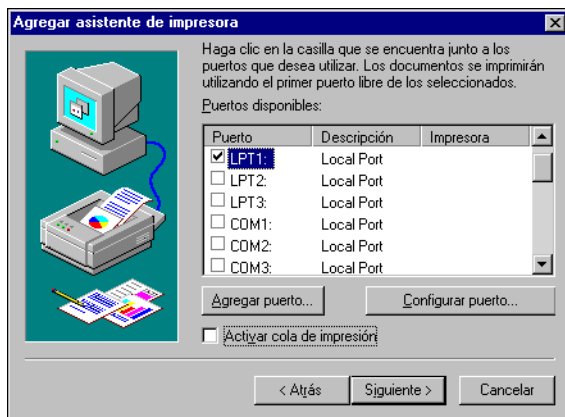 Agregar asistente de impresora
Haga clic en la casilla que se encuentra junto a los
puertos que desea utilizar. Los documentos se imprimirán
utilizando el primer puerto libre de los seleccionados.
Puertos disponibles:
Puerto Descripción Impresora
LPT1: Local Port
LPT2: Local Port
LPT3: Local Port
COM1: Local Port
COM2: Local Port
COM3: Local Port
Agregar puerto... Configurar puerto...
Activar cola de impresión
< Atrás Siguiente > Cancelar